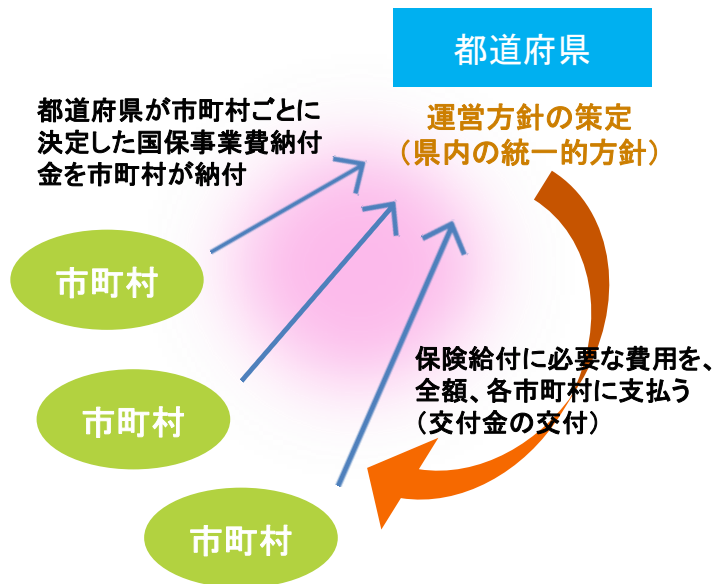 都道府県
都道府県が市町村ごとに
決定した国保事業費納付
金を市町村が納付
運営方針の策定
（県内の統一的方針）
市町村
保険給付に必要な費用を、
全額、各市町村に支払う
（交付金の交付）
市町村
市町村